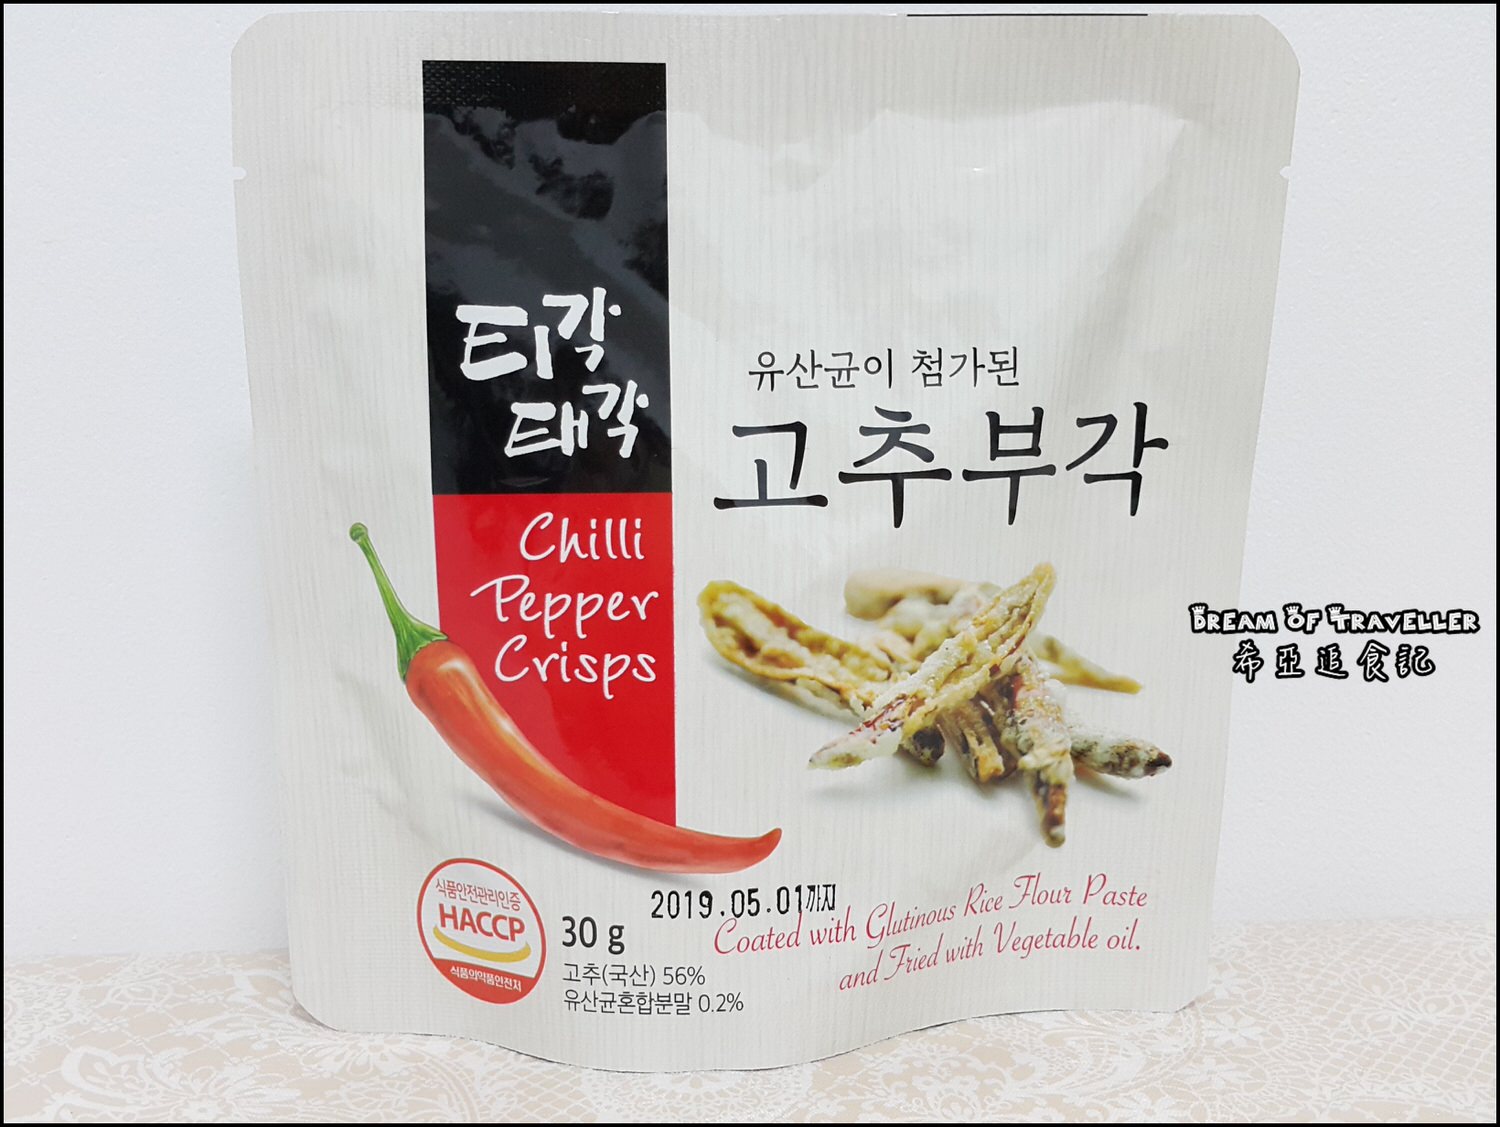 티각
태각
Chilli
Pepper
Crisps
유산균이 첨가된
고추부각
식품안전관리인증
HACCP
식품의약품안전처
30 g
고추(국산) 56%
유산균혼합분말 0.2%
2019.05.01까지
Coated with Glutinous Rice Flour Paste
and Fried with Vegetable oil.
DREAM OF TRAVELLER
希亞追食記